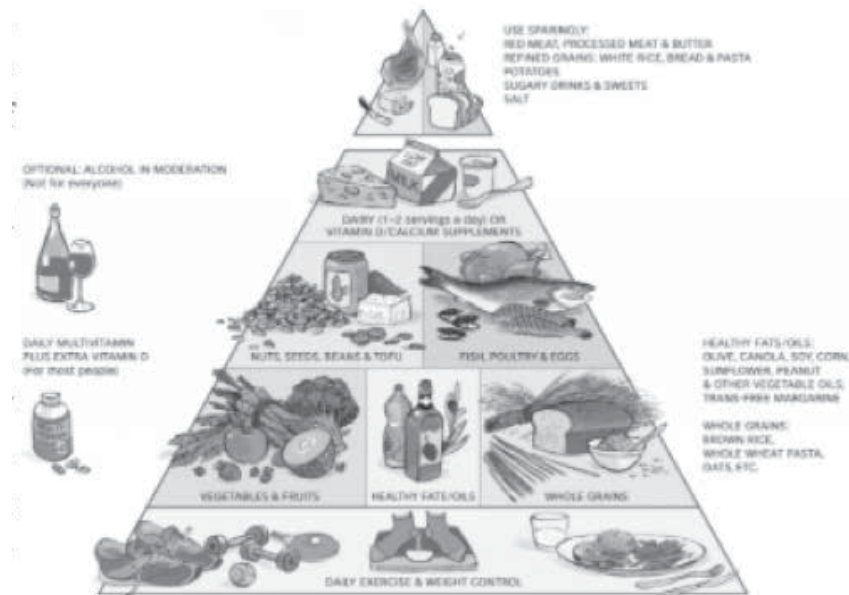 USE SPARINGLY:
RED MEAT, PROCESSED MEAT & BUTTER
REFINED GRAINS: WHITE RICE, BREAD & PASTA
POTATOES
SUGARY DRINKS & SWEETS
SALT
OPTIONAL: ALCOHOL IN MODERATION
(Not for everyone)
MILK
DAIRY (1–2 servings a day) OR
VITAMIN D/CALCIUM SUPPLEMENTS
NUTS, SEEDS, BEANS & TOFU
FISH, POULTRY & EGGS
DAILY MULTIVITAMIN
PLUS EXTRA VITAMIN D
(For most people)
HEALTHY FATS/OILS:
OLIVE, CANOLA, SOY, CORN,
SUNFLOWER, PEANUT
& OTHER VEGETABLE OILS;
TRANS-FREE MARGARINE
WHOLE GRAINS:
BROWN RICE,
WHOLE WHEAT PASTA,
OATS, ETC.
VEGETABLES & FRUITS
HEALTHY FATS/OILS
WHOLE GRAINS
DAILY EXERCISE & WEIGHT CONTROL